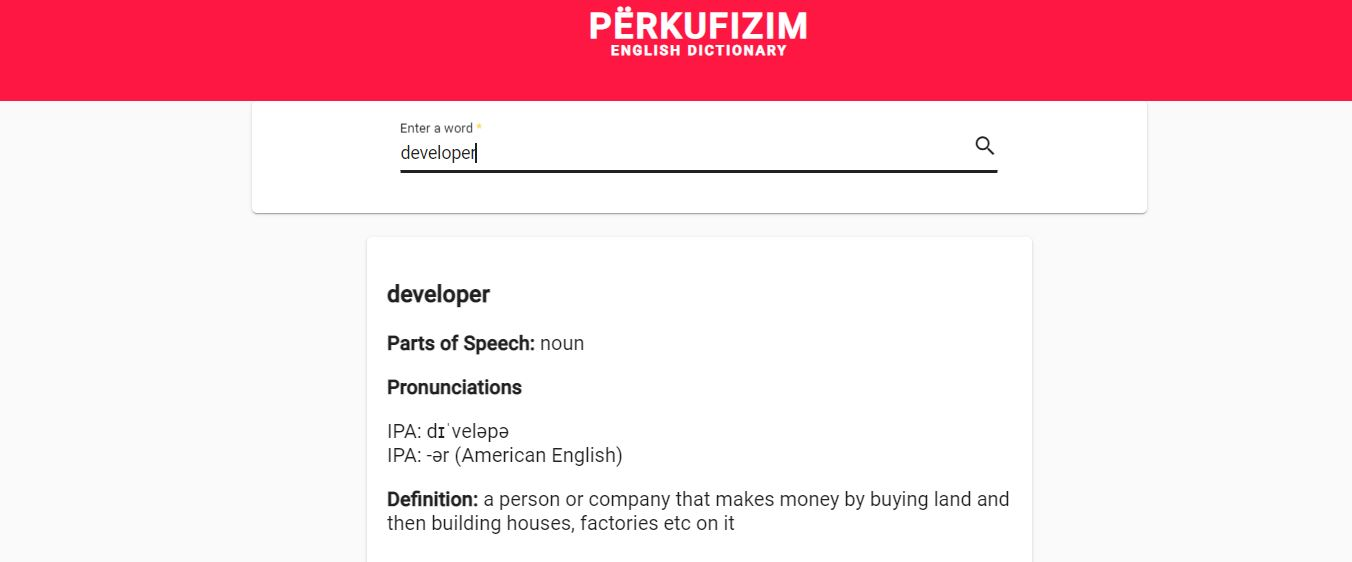 PËRKUFIZIM
ENGLISH DICTIONARY
Enter a word *
developer
developer
Parts of Speech: noun
Pronunciations
IPA: dɪˈveləpə
IPA: -ər (American English)
Definition: a person or company that makes money by buying land and
then building houses, factories etc on it